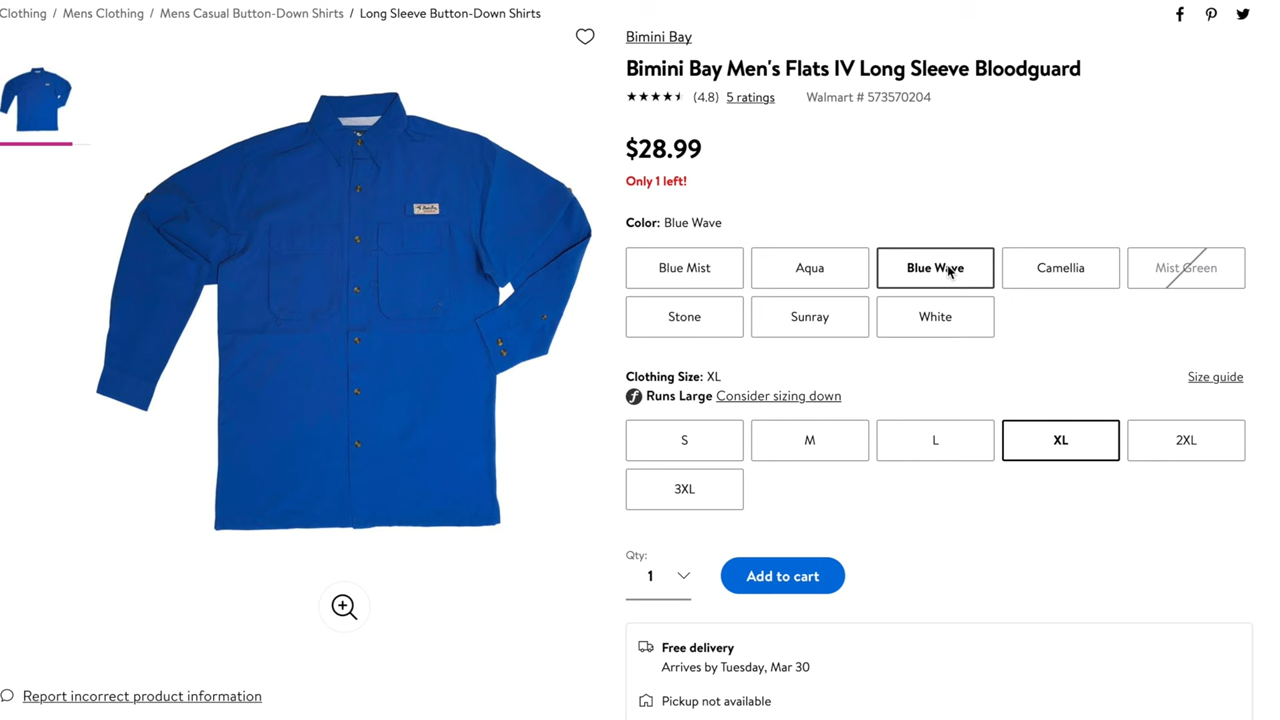 Clothing / Mens Clothing / Mens Casual Button-Down Shirts / Long Sleeve Button-Down Shirts
Bimini Bay
Bimini Bay Men's Flats IV Long Sleeve Bloodguard
(4.8) 5 ratings Walmart # 573570204
$28.99
Only 1 left!
Color: Blue Wave
Blue Mist Aqua Blue Wave Camellia Mist Green
Stone Sunray White
Clothing Size: XL Size guide
Runs Large Consider sizing down
S M L XL 2XL
3XL
Qty:
1 Add to cart
Free delivery
Arrives by Tuesday, Mar 30
Pickup not available
Report incorrect product information